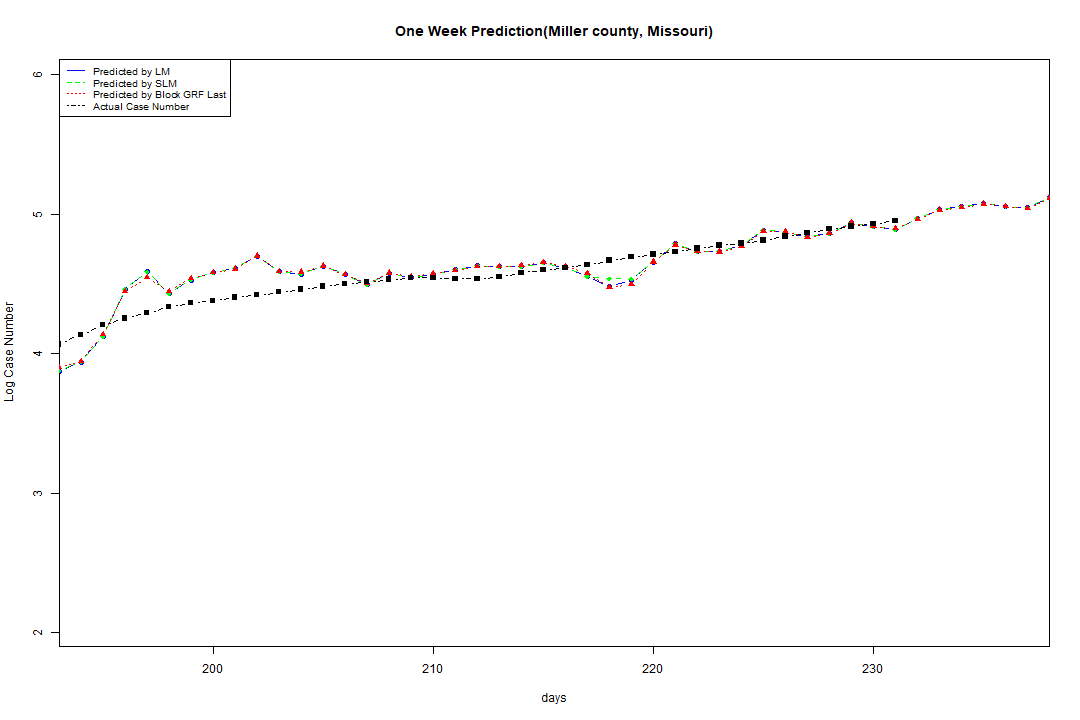 One Week Prediction(Miller county, Missouri)
Predicted by LM
Predicted by SLM
Predicted by Block GRF Last
Actual Case Number
6
5
4
3
2
Log Case Number
200 210 220 230
days